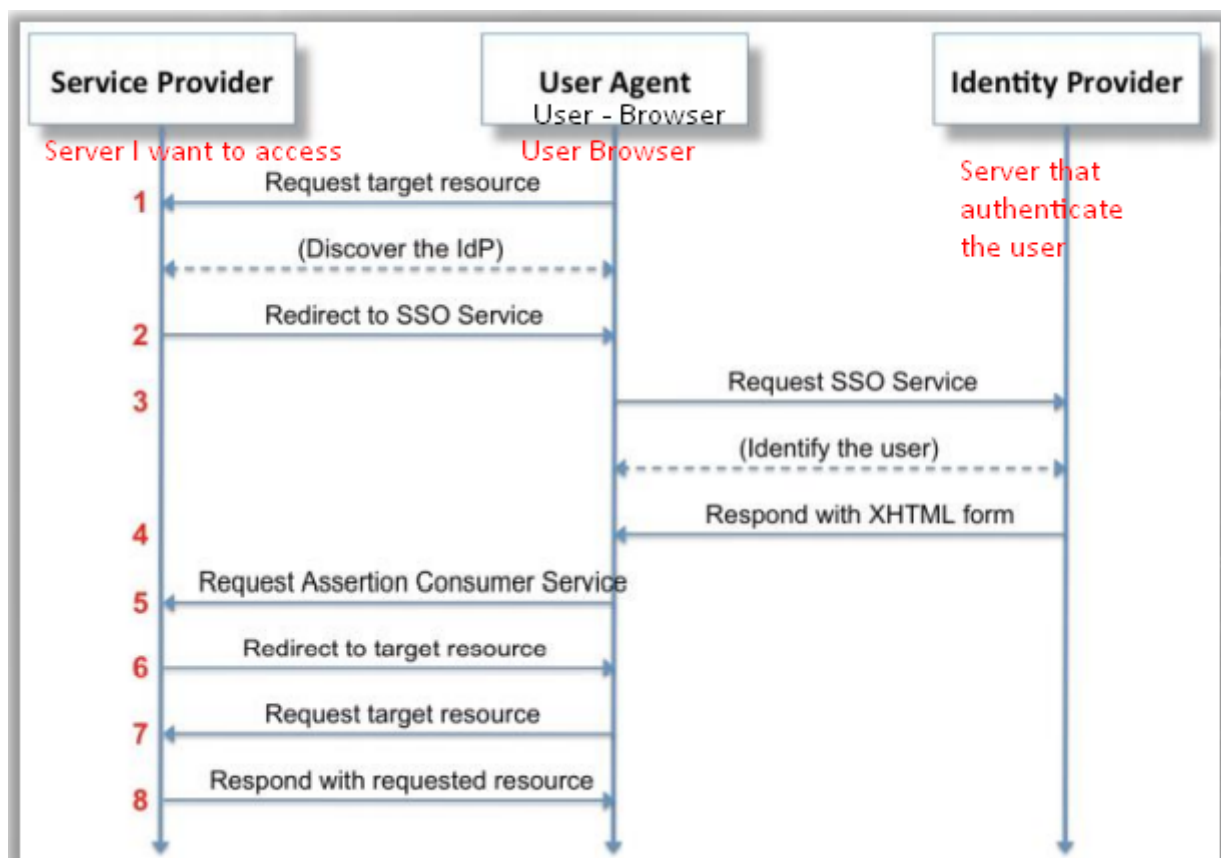 Service Provider
User Agent
Identity Provider
User - Browser
Server I want to access
User Browser
Server that
authenticate
the user
1
Request target resource
(Discover the IdP)
2
Redirect to SSO Service
3
Request SSO Service
(Identify the user)
4
Respond with XHTML form
5
Request Assertion Consumer Service
6
Redirect to target resource
7
Request target resource
8
Respond with requested resource